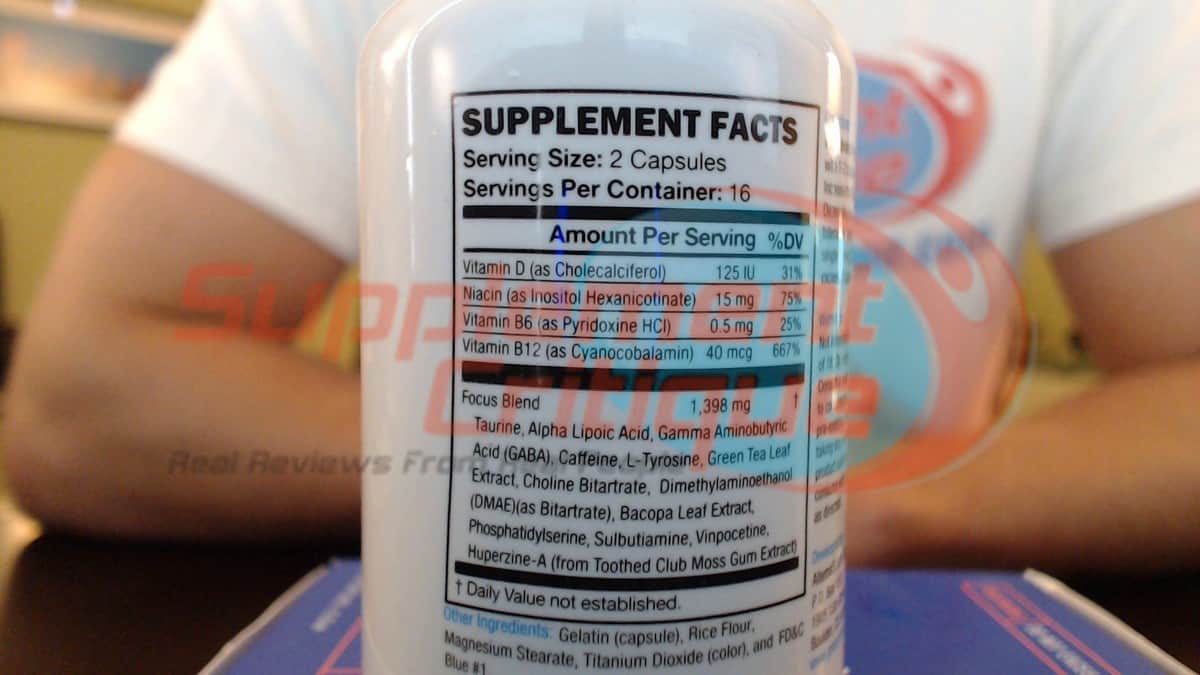 SUPPLEMENT FACTS
Serving Size: 2 Capsules
Servings Per Container: 16
Amount Per Serving %DV
Vitamin D (as Cholecalciferol) 125 IU 31%
Niacin (as Inositol Hexanicotinate) 15 mg 75%
Vitamin B6 (as Pyridoxine HCl) 0.5 mg 25%
Vitamin B12 (as Cyanocobalamin) 40 mcg 667%
Focus Blend 1,398 mg †
Taurine, Alpha Lipoic Acid, Gamma Aminobutyric
Acid (GABA), Caffeine, L-Tyrosine, Green Tea Leaf
Extract, Choline Bitartrate, Dimethylaminoethanol
(DMAE)(as Bitartrate), Bacopa Leaf Extract,
Phosphatidylserine, Sulbutiamine, Vinpocetine,
Huperzine-A (from Toothed Club Moss Gum Extract)
† Daily Value not established.
Other Ingredients: Gelatin (capsule), Rice Flour,
Magnesium Stearate, Titanium Dioxide (color), and FD&C
Blue #1
Supplement
Critique
Real Reviews From Real People